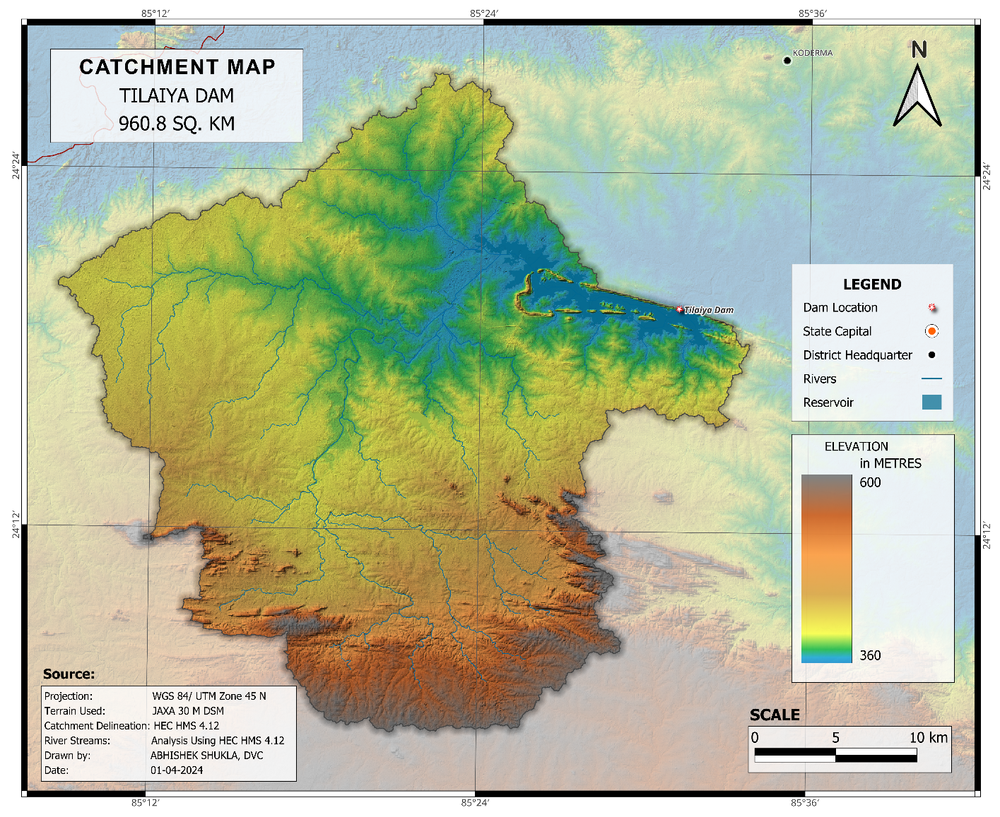 85°12′ 85°24′ 85°36′
CATCHMENT MAP
TILAIYA DAM
960.8 SQ. KM
KODERMA
N
24°24′ 24°24′
Tilaiya Dam
LEGEND
Dam Location
State Capital
District Headquarter
Rivers
Reservoir
ELEVATION
in METRES
600
360
24°12′ 24°12′
Source:
Projection: WGS 84/ UTM Zone 45 N
Terrain Used: JAXA 30 M DSM
Catchment Delineation: HEC HMS 4.12
River Streams: Analysis Using HEC HMS 4.12
Drawn by: ABHISHEK SHUKLA, DVC
Date: 01-04-2024
SCALE
0 5 10 km
85°12′ 85°24′ 85°36′